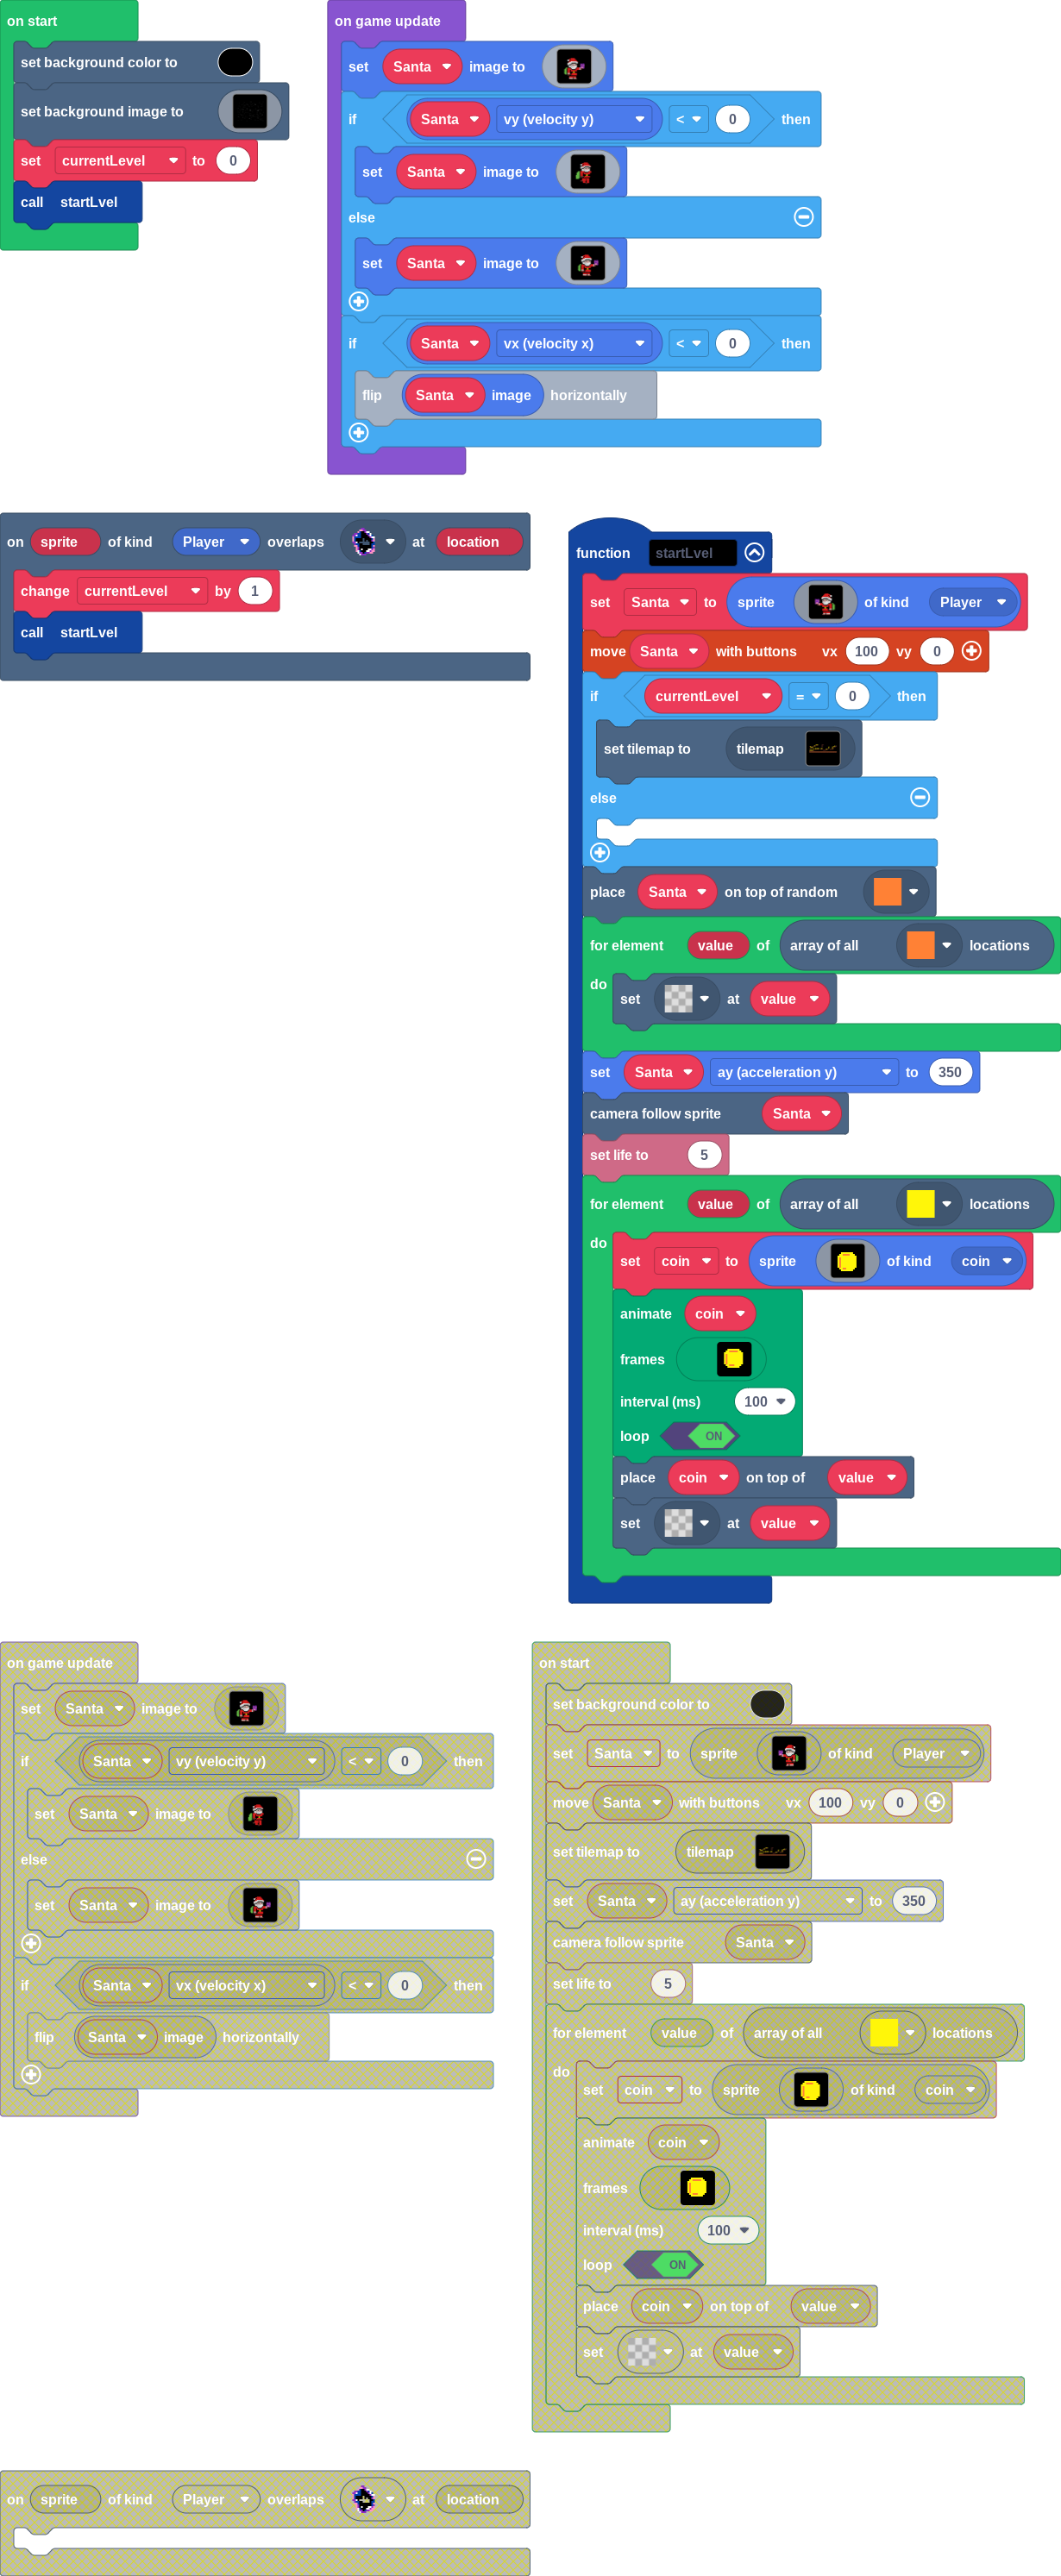 on start
set background color to
set background image to
set currentLevel to 0
call startLvel
on game update
set Santa image to
if Santa vy (velocity y) < 0 then
set Santa image to
else
set Santa image to
if Santa vx (velocity x) < 0 then
flip Santa image horizontally
on sprite of kind Player overlaps at location
change currentLevel by 1
call startLvel
function startLvel
set Santa to sprite of kind Player
move Santa with buttons vx 100 vy 0
if currentLevel = 0 then
set tilemap to tilemap
else
place Santa on top of random
for element value of array of all locations
do
set at value
set Santa ay (acceleration y) to 350
camera follow sprite Santa
set life to 5
for element value of array of all locations
do
set coin to sprite of kind coin
animate coin
frames
interval (ms) 100
loop ON
place coin on top of value
set at value
on game update
set Santa image to
if Santa vy (velocity y) < 0 then
set Santa image to
else
set Santa image to
if Santa vx (velocity x) < 0 then
flip Santa image horizontally
on start
set background color to
set Santa to sprite of kind Player
move Santa with buttons vx 100 vy 0
set tilemap to tilemap
set Santa ay (acceleration y) to 350
camera follow sprite Santa
set life to 5
for element value of array of all locations
do
set coin to sprite of kind coin
animate coin
frames
interval (ms) 100
loop ON
place coin on top of value
set at value
on sprite of kind Player overlaps at location